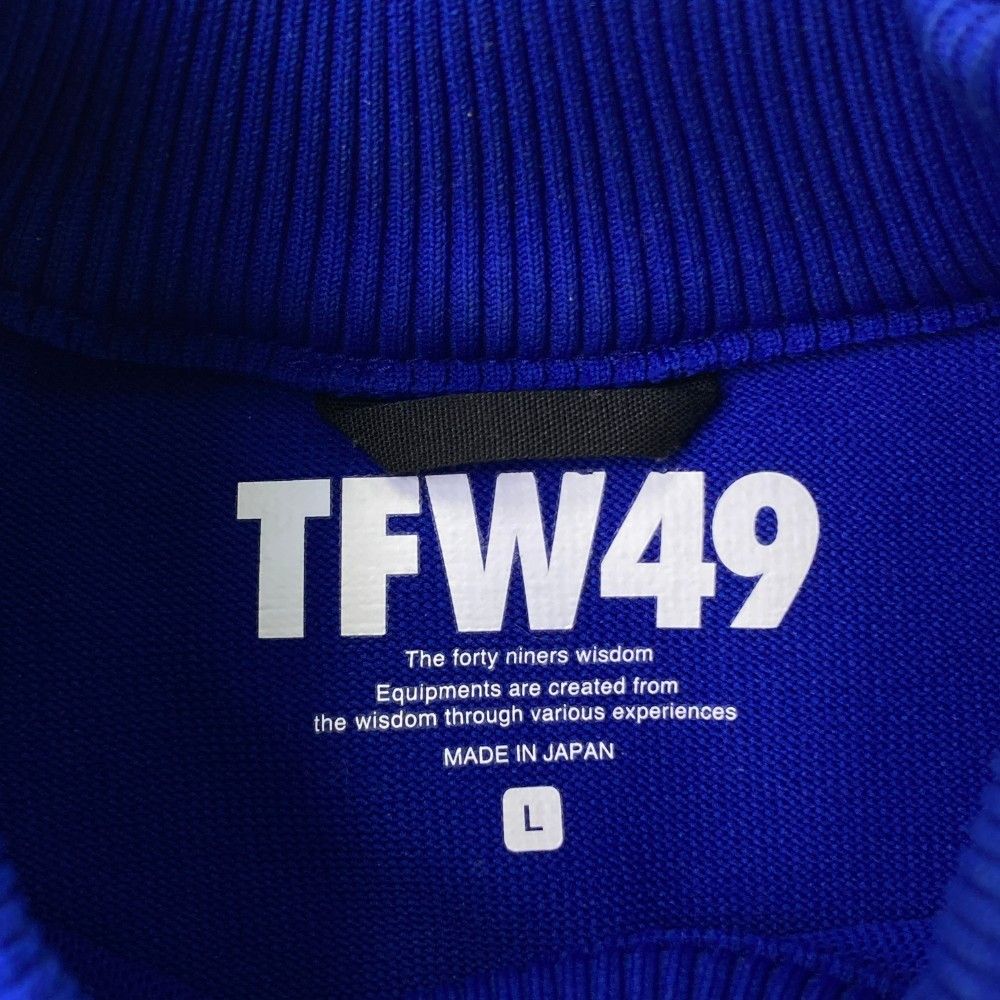 TFW49
The forty niners wisdom
Equipments are created from
the wisdom through various experiences
MADE IN JAPAN
L